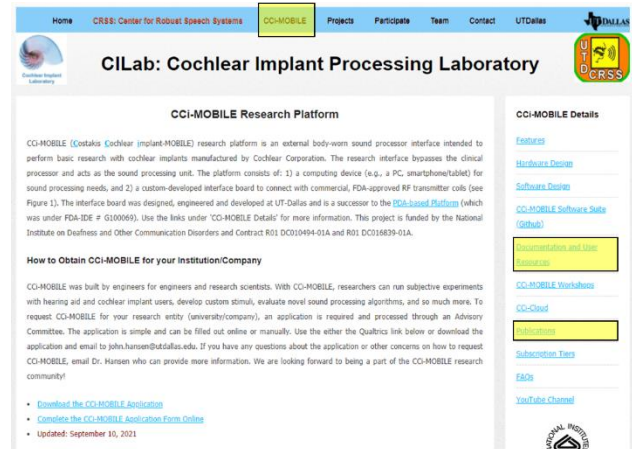 Home CRSS: Center for Robust Speech Systems CCi-MOBILE Projects Participate Team Contact UTDallas UTDALLAS
Cochlear Implant
Laboratory
CILab: Cochlear Implant Processing Laboratory
UTD
CRSS
CCi-MOBILE Research Platform
CCi-MOBILE (Costakis Cochlear implant-MOBILE) research platform is an external body-worn sound processor interface intended to
perform basic research with cochlear implants manufactured by Cochlear Corporation. The research interface bypasses the clinical
processor and acts as the sound processing unit. The platform consists of: 1) a computing device (e.g., a PC, smartphone/tablet) for
sound processing needs, and 2) a custom-developed interface board to connect with commercial, FDA-approved RF transmitter coils (see
Figure 1). The interface board was designed, engineered and developed at UT-Dallas and is a successor to the PDA-based Platform (which
was under FDA-IDE # G100069). Use the links under 'CCi-MOBILE Details' for more information. This project is funded by the National
Institute on Deafness and Other Communication Disorders and Contract R01 DC010494-01A and R01 DC016839-01A.
How to Obtain CCi-MOBILE for your Institution/Company
CCi-MOBILE was built by engineers for engineers and research scientists. With CCi-MOBILE, researchers can run subjective experiments
with hearing aid and cochlear implant users, develop custom stimuli, evaluate novel sound processing algorithms, and so much more. To
request CCi-MOBILE for your research entity (university/company), an application is required and processed through an Advisory
Committee. The application is simple and can be filled out online or manually. Use the either the Qualtrics link below or download the
application and email to john.hansen@utdallas.edu. If you have any questions about the application or other concerns on how to request
CCi-MOBILE, email Dr. Hansen who can provide more information. We are looking forward to being a part of the CCi-MOBILE research
community!
Download the CCi-MOBILE Application
Complete the CCi-MOBILE Application Form Online
Updated: September 10, 2021
CCi-MOBILE Details
Features
Hardware Design
Software Design
CCi-MOBILE Software Suite
(Github)
Documentation and User
Resources
CCi-MOBILE Workshops
CCi-Cloud
Publications
Subscription Tiers
FAQs
YouTube Channel